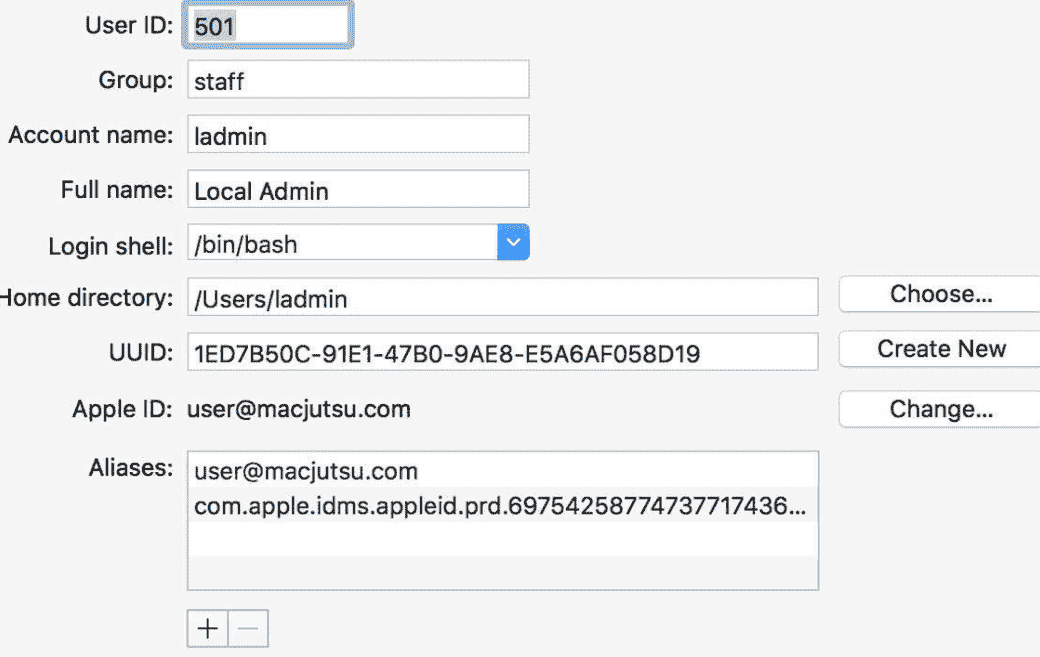 User ID: 501
Group: staff
Account name: ladmin
Full name: Local Admin
Login shell: /bin/bash
Home directory: /Users/ladmin Choose...
UUID: 1ED7B50C-91E1-47B0-9AE8-E5A6AF058D19 Create New
Apple ID: user@macjutsu.com Change...
Aliases: user@macjutsu.com
com.apple.idms.appleid.prd.69754258774737717436...